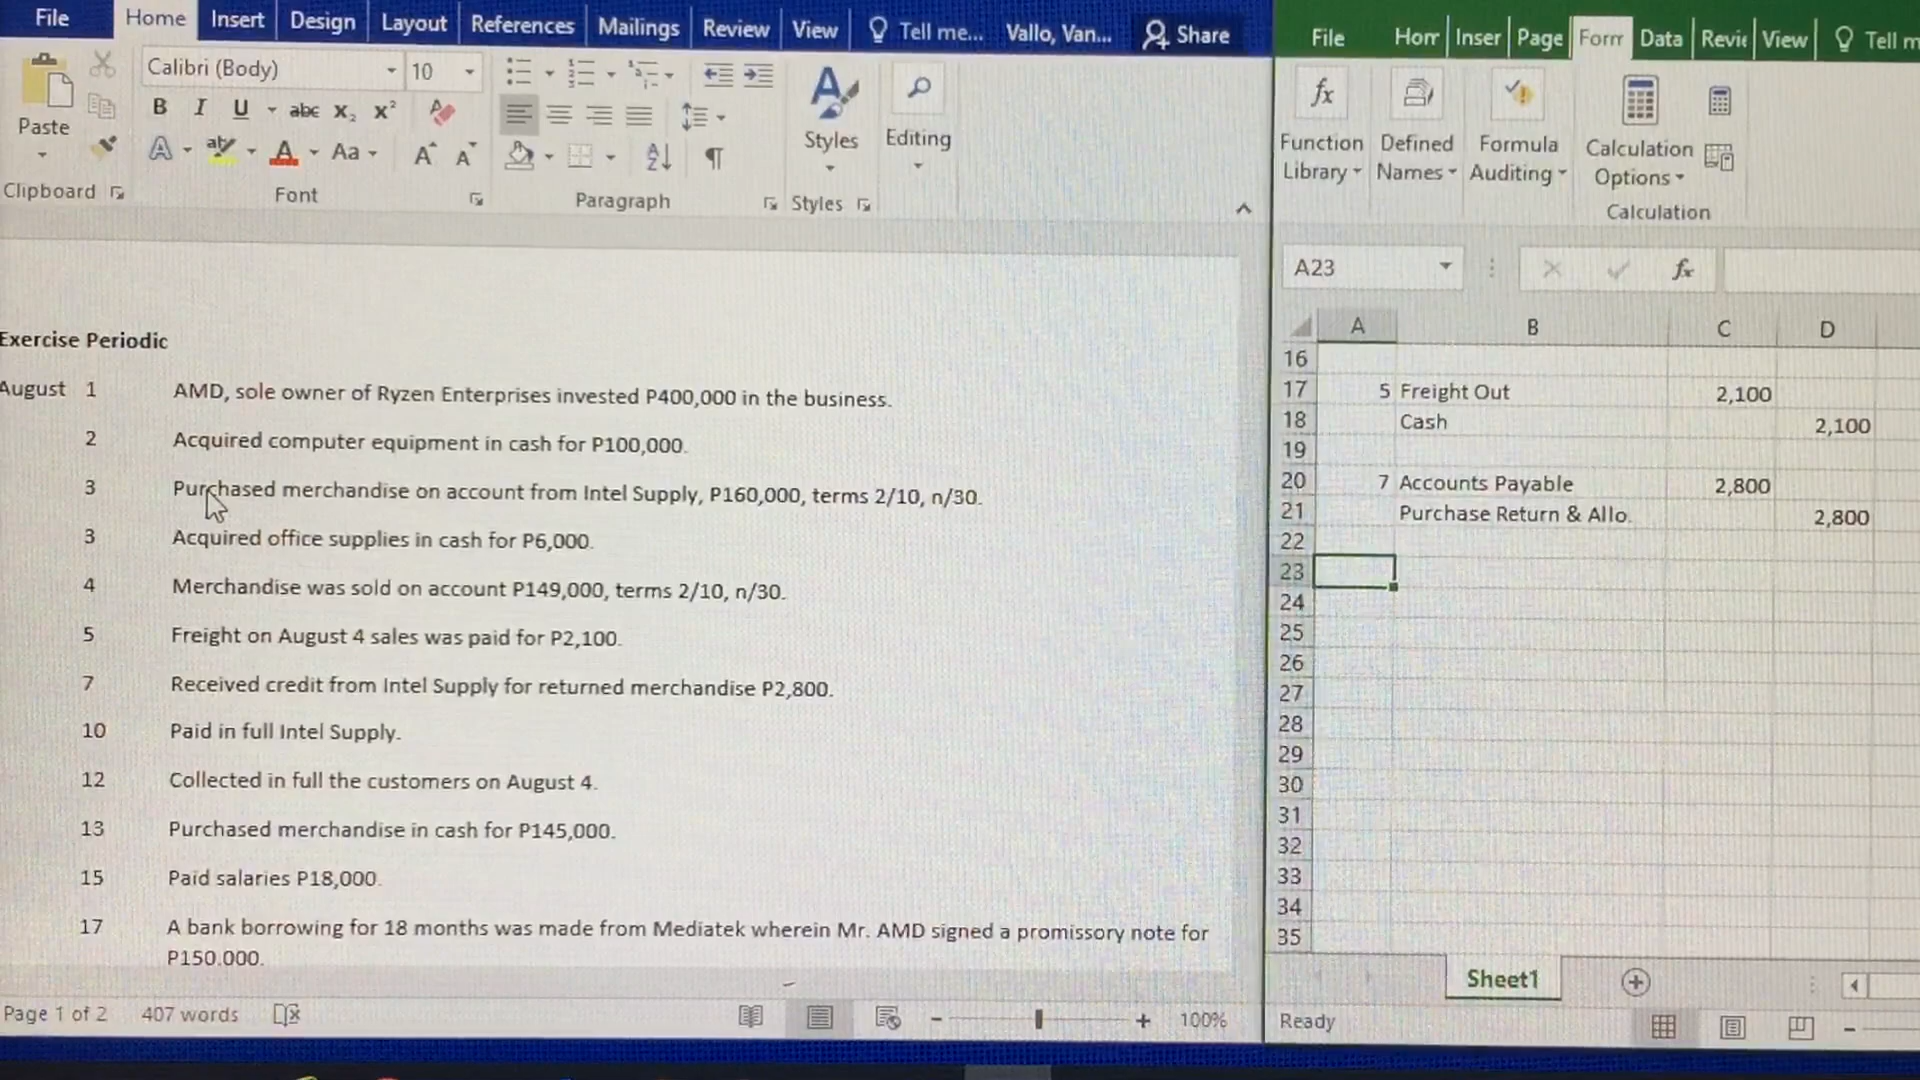 File Home Insert Design Layout References Mailings Review View Tell me... Vallo, Van... Share
Calibri (Body) 10
B I U abc X₂ X²
Paste
A aby A Aa A A
Styles Editing
Clipboard Font Paragraph Styles
Exercise Periodic
August 1 AMD, sole owner of Ryzen Enterprises invested P400,000 in the business.
2 Acquired computer equipment in cash for P100,000.
3 Purchased merchandise on account from Intel Supply, P160,000, terms 2/10, n/30.
3 Acquired office supplies in cash for P6,000.
4 Merchandise was sold on account P149,000, terms 2/10, n/30.
5 Freight on August 4 sales was paid for P2,100.
7 Received credit from Intel Supply for returned merchandise P2,800.
10 Paid in full Intel Supply.
12 Collected in full the customers on August 4.
13 Purchased merchandise in cash for P145,000.
15 Paid salaries P18,000.
17 A bank borrowing for 18 months was made from Mediatek wherein Mr. AMD signed a promissory note for
P150.000.
Page 1 of 2 407 words 100%
File Hom Inser Page Form Data Revie View Tell m
fx
Function Library
Defined Names
Formula Auditing
Calculation Options
Calculation
A23 fx
A B C D
16
17 5 Freight Out 2,100
18 Cash 2,100
19
20 7 Accounts Payable 2,800
21 Purchase Return & Allo. 2,800
22
23
24
25
26
27
28
29
30
31
32
33
34
35
Sheet1
Ready